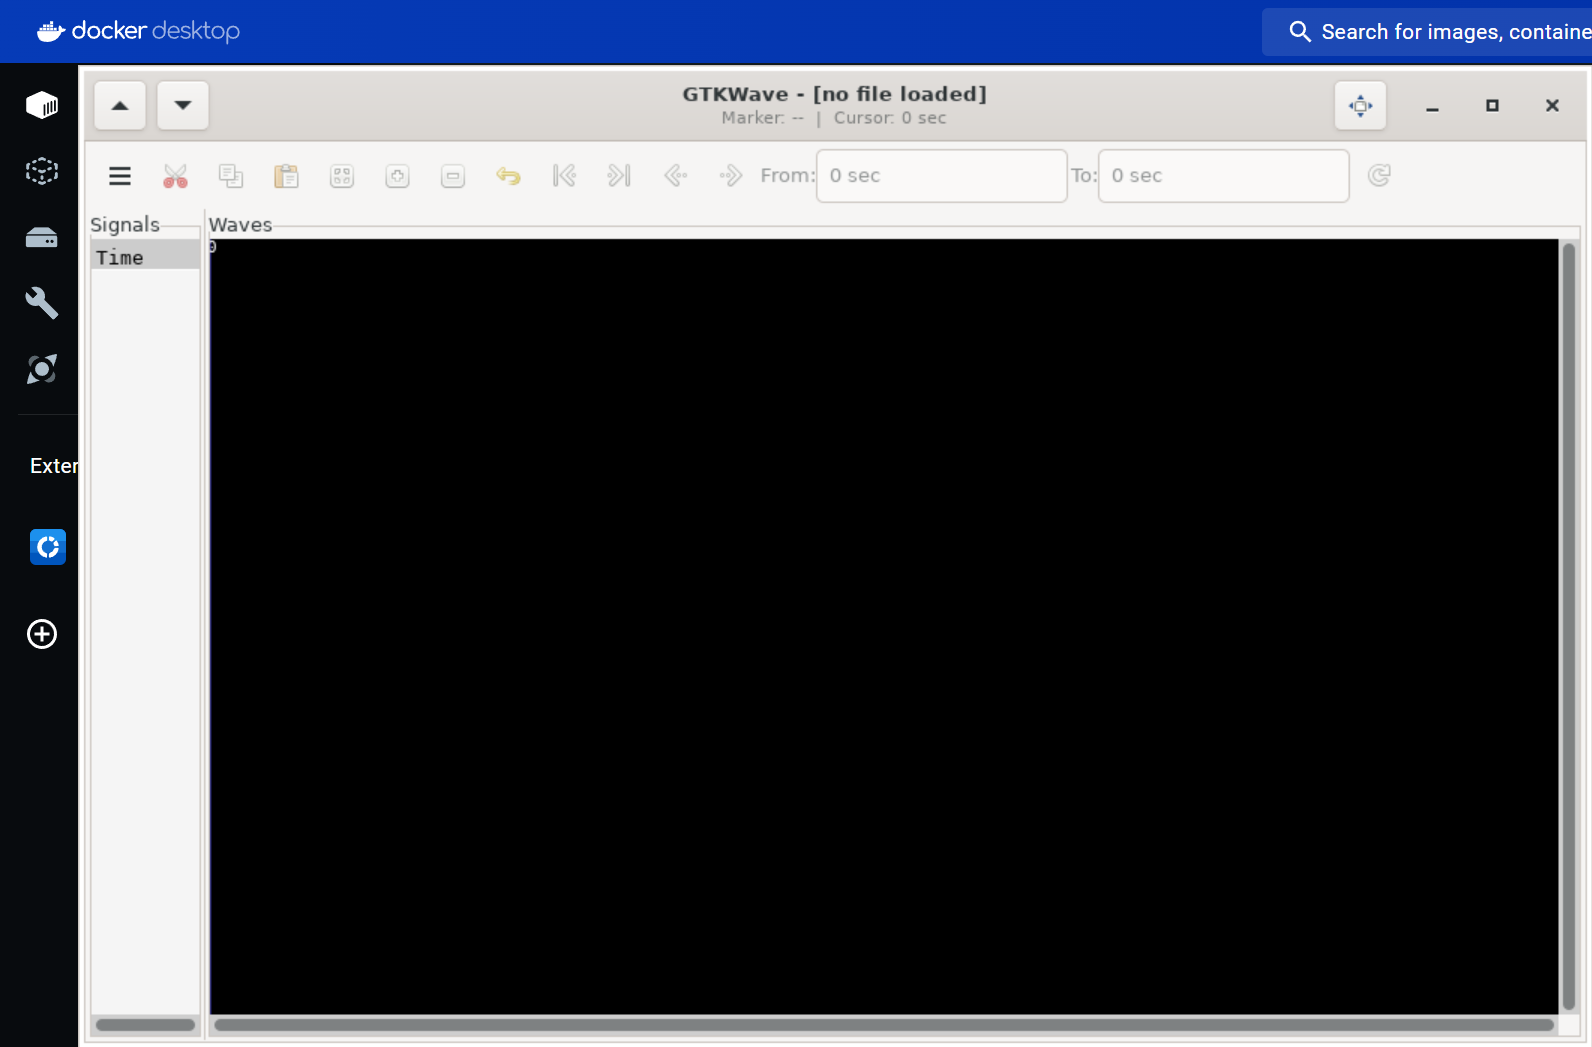 docker desktop
Search for images, containe
GTKWave - [no file loaded]
Marker: -- | Cursor: 0 sec
From: 0 sec To: 0 sec
Signals
Waves
Time
0
Exter